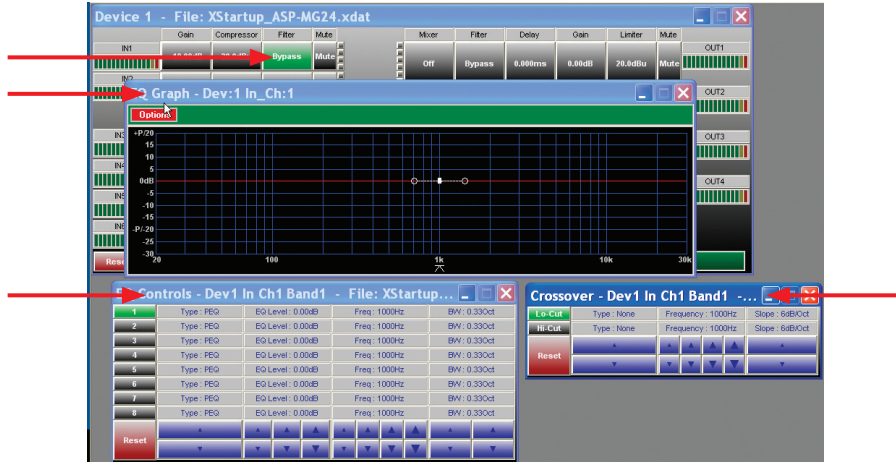 Device 1 - File: XStartup_ASP-MG24.xdat
Gain Compressor Filter Mute Mixer Filter Delay Gain Limiter Mute
IN1 Bypass Mute Off Bypass 0.000ms 0.00dB 20.0dBu Mute OUT1
IN2 OUT2
EQ Graph - Dev:1 In_Ch:1
Options
IN3 OUT3
IN4 OUT4
IN5
IN6
+P/20
15
10
5
0dB
-5
-10
-15
-P/-20
-25
-30
20 100 1k 10k 30k
Controls - Dev1 In Ch1 Band1 - File: XStartup...
1 Type : PEQ EQ Level : 0.00dB Freq : 1000Hz BW : 0.33Oct
2 Type : PEQ EQ Level : 0.00dB Freq : 1000Hz BW : 0.33Oct
3 Type : PEQ EQ Level : 0.00dB Freq : 1000Hz BW : 0.33Oct
4 Type : PEQ EQ Level : 0.00dB Freq : 1000Hz BW : 0.33Oct
5 Type : PEQ EQ Level : 0.00dB Freq : 1000Hz BW : 0.33Oct
6 Type : PEQ EQ Level : 0.00dB Freq : 1000Hz BW : 0.33Oct
7 Type : PEQ EQ Level : 0.00dB Freq : 1000Hz BW : 0.33Oct
8 Type : PEQ EQ Level : 0.00dB Freq : 1000Hz BW : 0.33Oct
Reset
Crossover - Dev1 In Ch1 Band1 -...
Lo-Cut Type : None Frequency : 1000Hz Slope : 6dB/Oct
Hi-Cut Type : None Frequency : 1000Hz Slope : 6dB/Oct
Reset